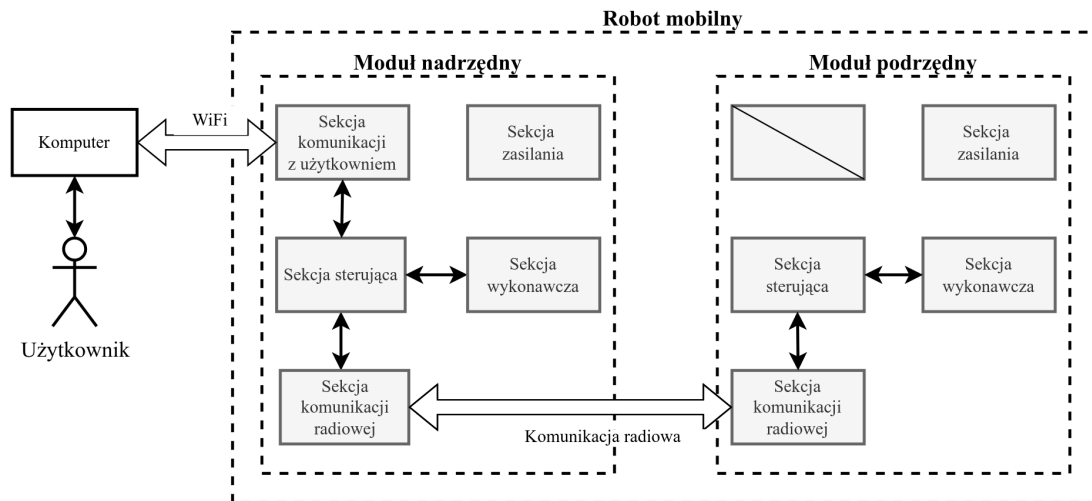 Robot mobilny
Moduł nadrzędny
Moduł podrzędny
WiFi
Komputer
Sekcja
komunikacji
z użytkowniem
Sekcja
zasilania
Sekcja
zasilania
Sekcja sterująca
Sekcja
wykonawcza
Sekcja
sterująca
Sekcja
wykonawcza
Użytkownik
Sekcja
komunikacji
radiowej
Komunikacja radiowa
Sekcja
komunikacji
radiowej